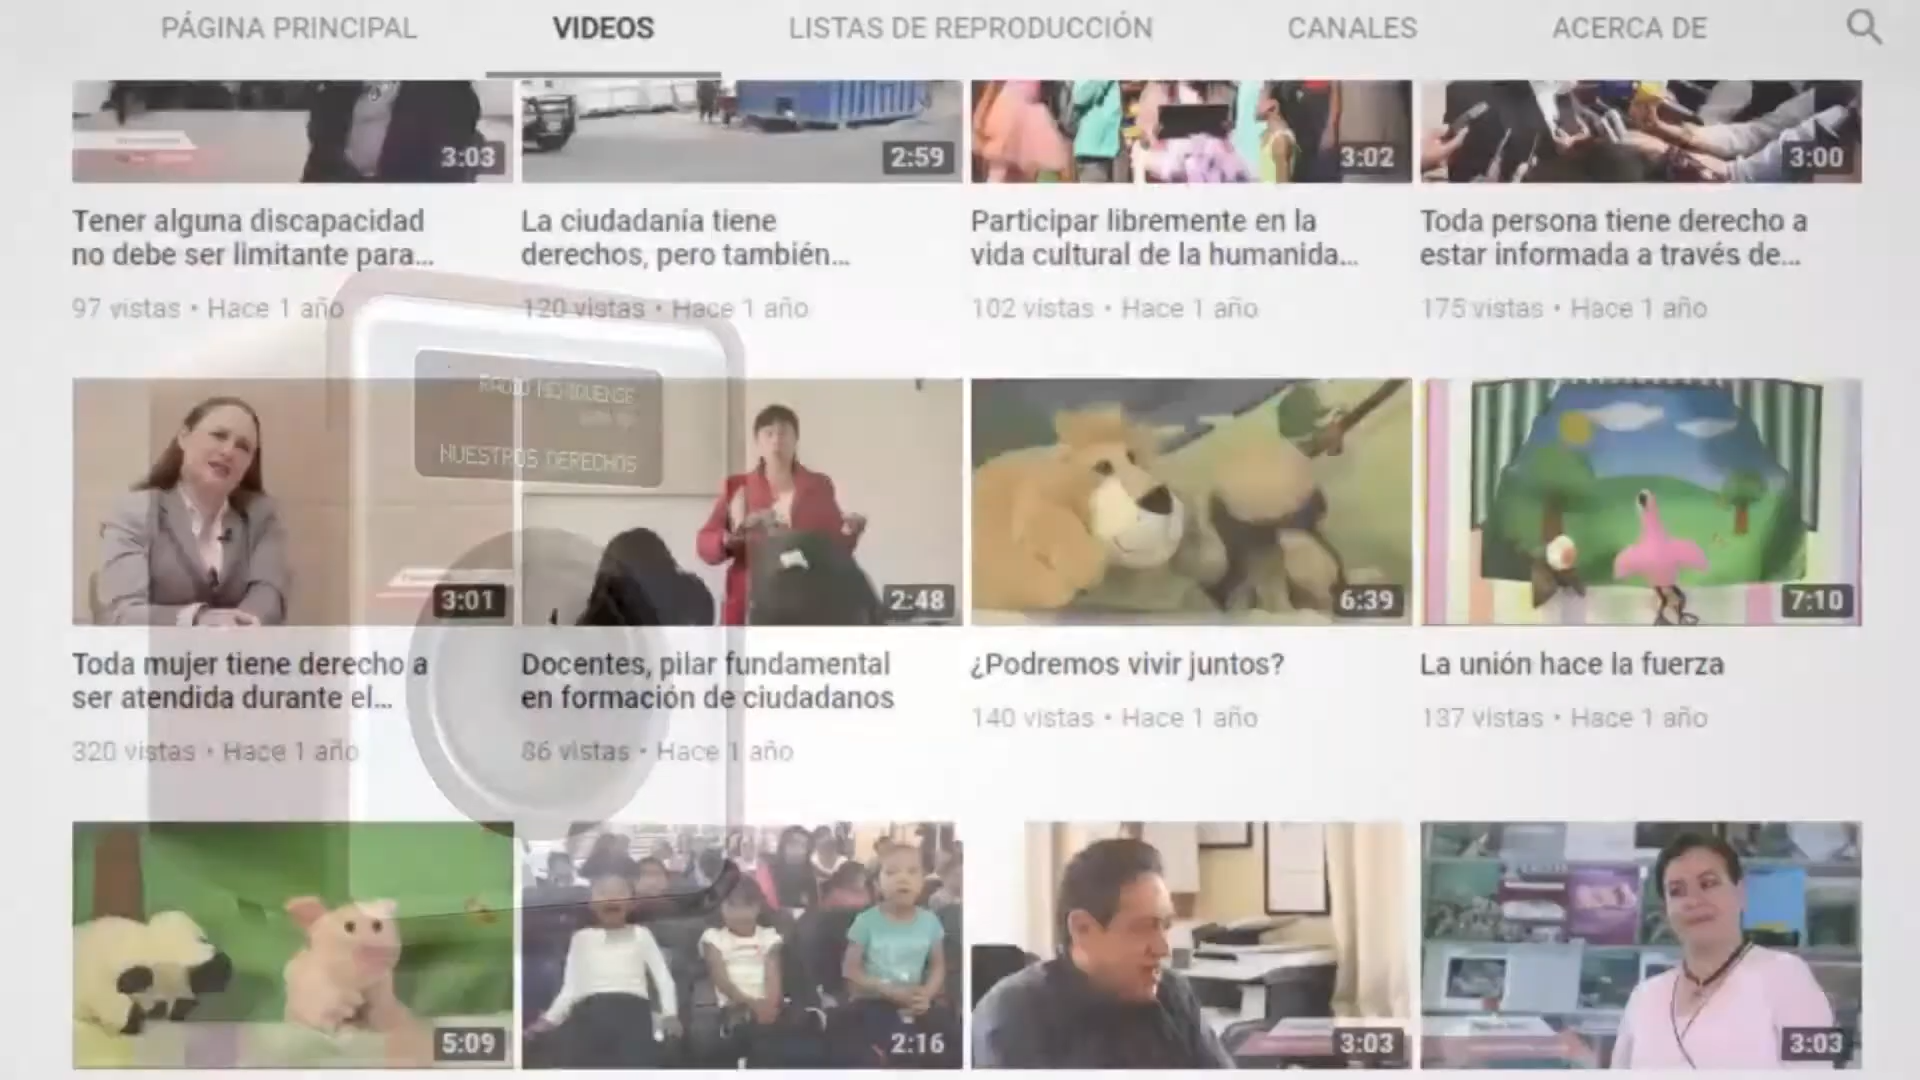 PÁGINA PRINCIPAL
VIDEOS
LISTAS DE REPRODUCCIÓN
CANALES
ACERCA DE
3:03
2:59
3:02
3:00
Tener alguna discapacidad
no debe ser limitante para...
97 vistas • Hace 1 año
La ciudadanía tiene
derechos, pero también...
120 vistas • Hace 1 año
Participar libremente en la
vida cultural de la humanida...
102 vistas • Hace 1 año
Toda persona tiene derecho a
estar informada a través de...
175 vistas • Hace 1 año
NUESTROS DERECHOS
3:01
2:48
6:39
7:10
Toda mujer tiene derecho a
ser atendida durante el...
320 vistas • Hace 1 año
Docentes, pilar fundamental
en formación de ciudadanos
86 vistas • Hace 1 año
¿Podremos vivir juntos?
140 vistas • Hace 1 año
La unión hace la fuerza
137 vistas • Hace 1 año
5:09
2:16
3:03
3:03